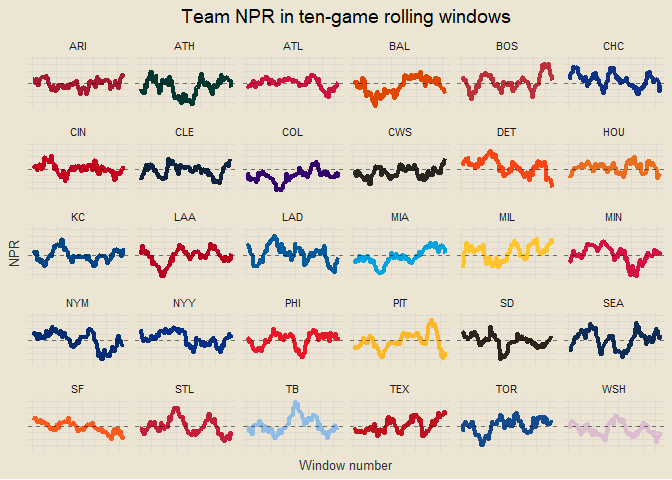 Team NPR in ten-game rolling windows
ARI ATH ATL BAL BOS CHC
CIN CLE COL CWS DET HOU
KC LAA LAD MIA MIL MIN
NPR
NYM NYY PHI PIT SD SEA
SF STL TB TEX TOR WSH
Window number